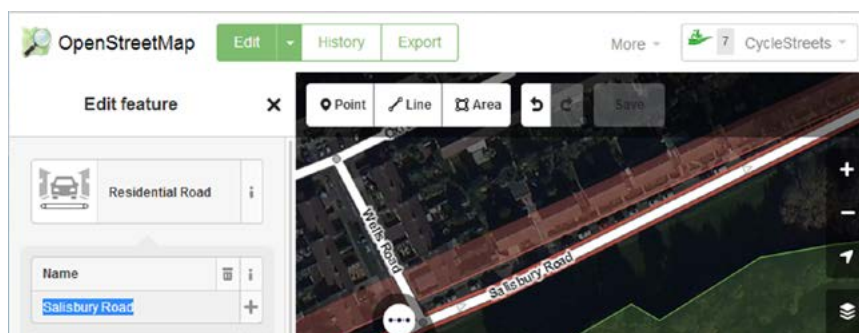 OpenStreetMap
Edit
History
Export
More
7
CycleStreets
Edit feature
Point
Line
Area
Save
Residential Road
i
Name
i
Salisbury Road
Wells Road
Salisbury Road